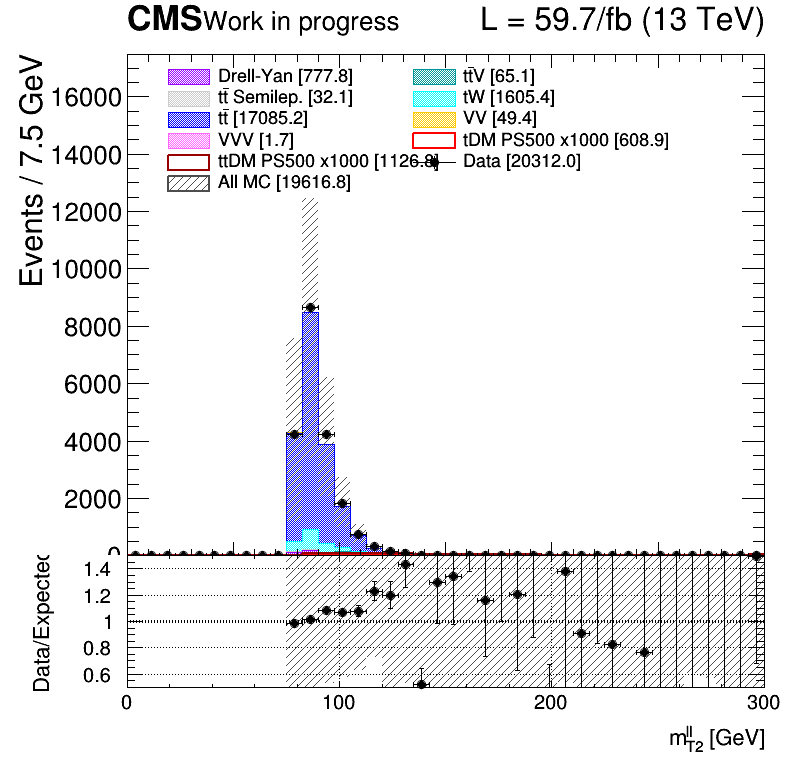 CMS Work in progress L = 59.7/fb (13 TeV)
Events / 7.5 GeV
Drell-Yan [777.8]
tt̄ Semilep. [32.1]
tt̄ [17085.2]
VVV [1.7]
ttDM PS500 x1000 [1126.8]
All MC [19616.8]
tt̄V [65.1]
tW [1605.4]
VV [49.4]
tDM PS500 x1000 [608.9]
Data [20312.0]
16000
14000
12000
10000
8000
6000
4000
2000
0
Data/Expected
1.4
1.2
1
0.8
0.6
0 100 200 300
m_{T2}^{ll} [GeV]